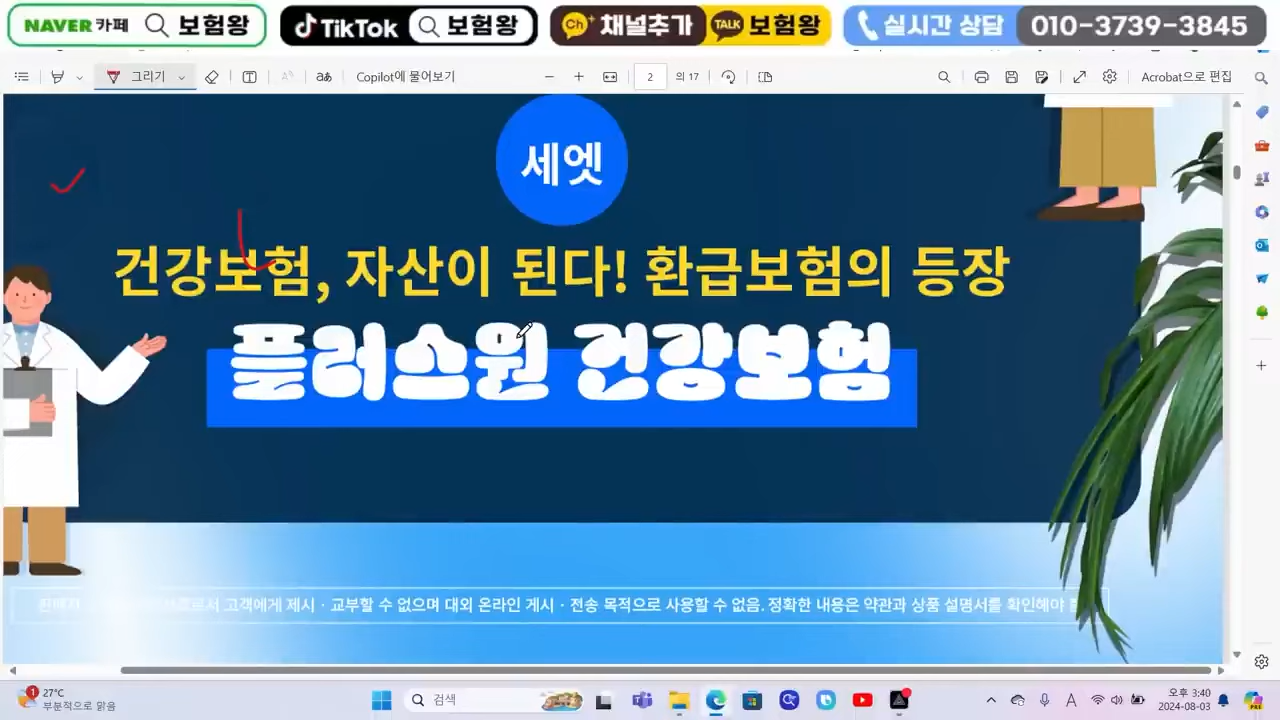 NAVER 카페 보험왕
TikTok 보험왕
Ch+ 채널추가 TALK 보험왕
실시간 상담 010-3739-3845
그리기
Copilot에 물어보기
2 의 17
Acrobat으로 편집
세엣
건강보험, 자산이 된다! 환급보험의 등장
플러스원 건강보험
고객에게 제시 · 교부할 수 없으며 대외 온라인 게시 · 전송 목적으로 사용할 수 없음. 정확한 내용은 약관과 상품 설명서를 확인해야
1
27°C
부분적으로 맑음
검색
A
오후 3:40
2024-08-03